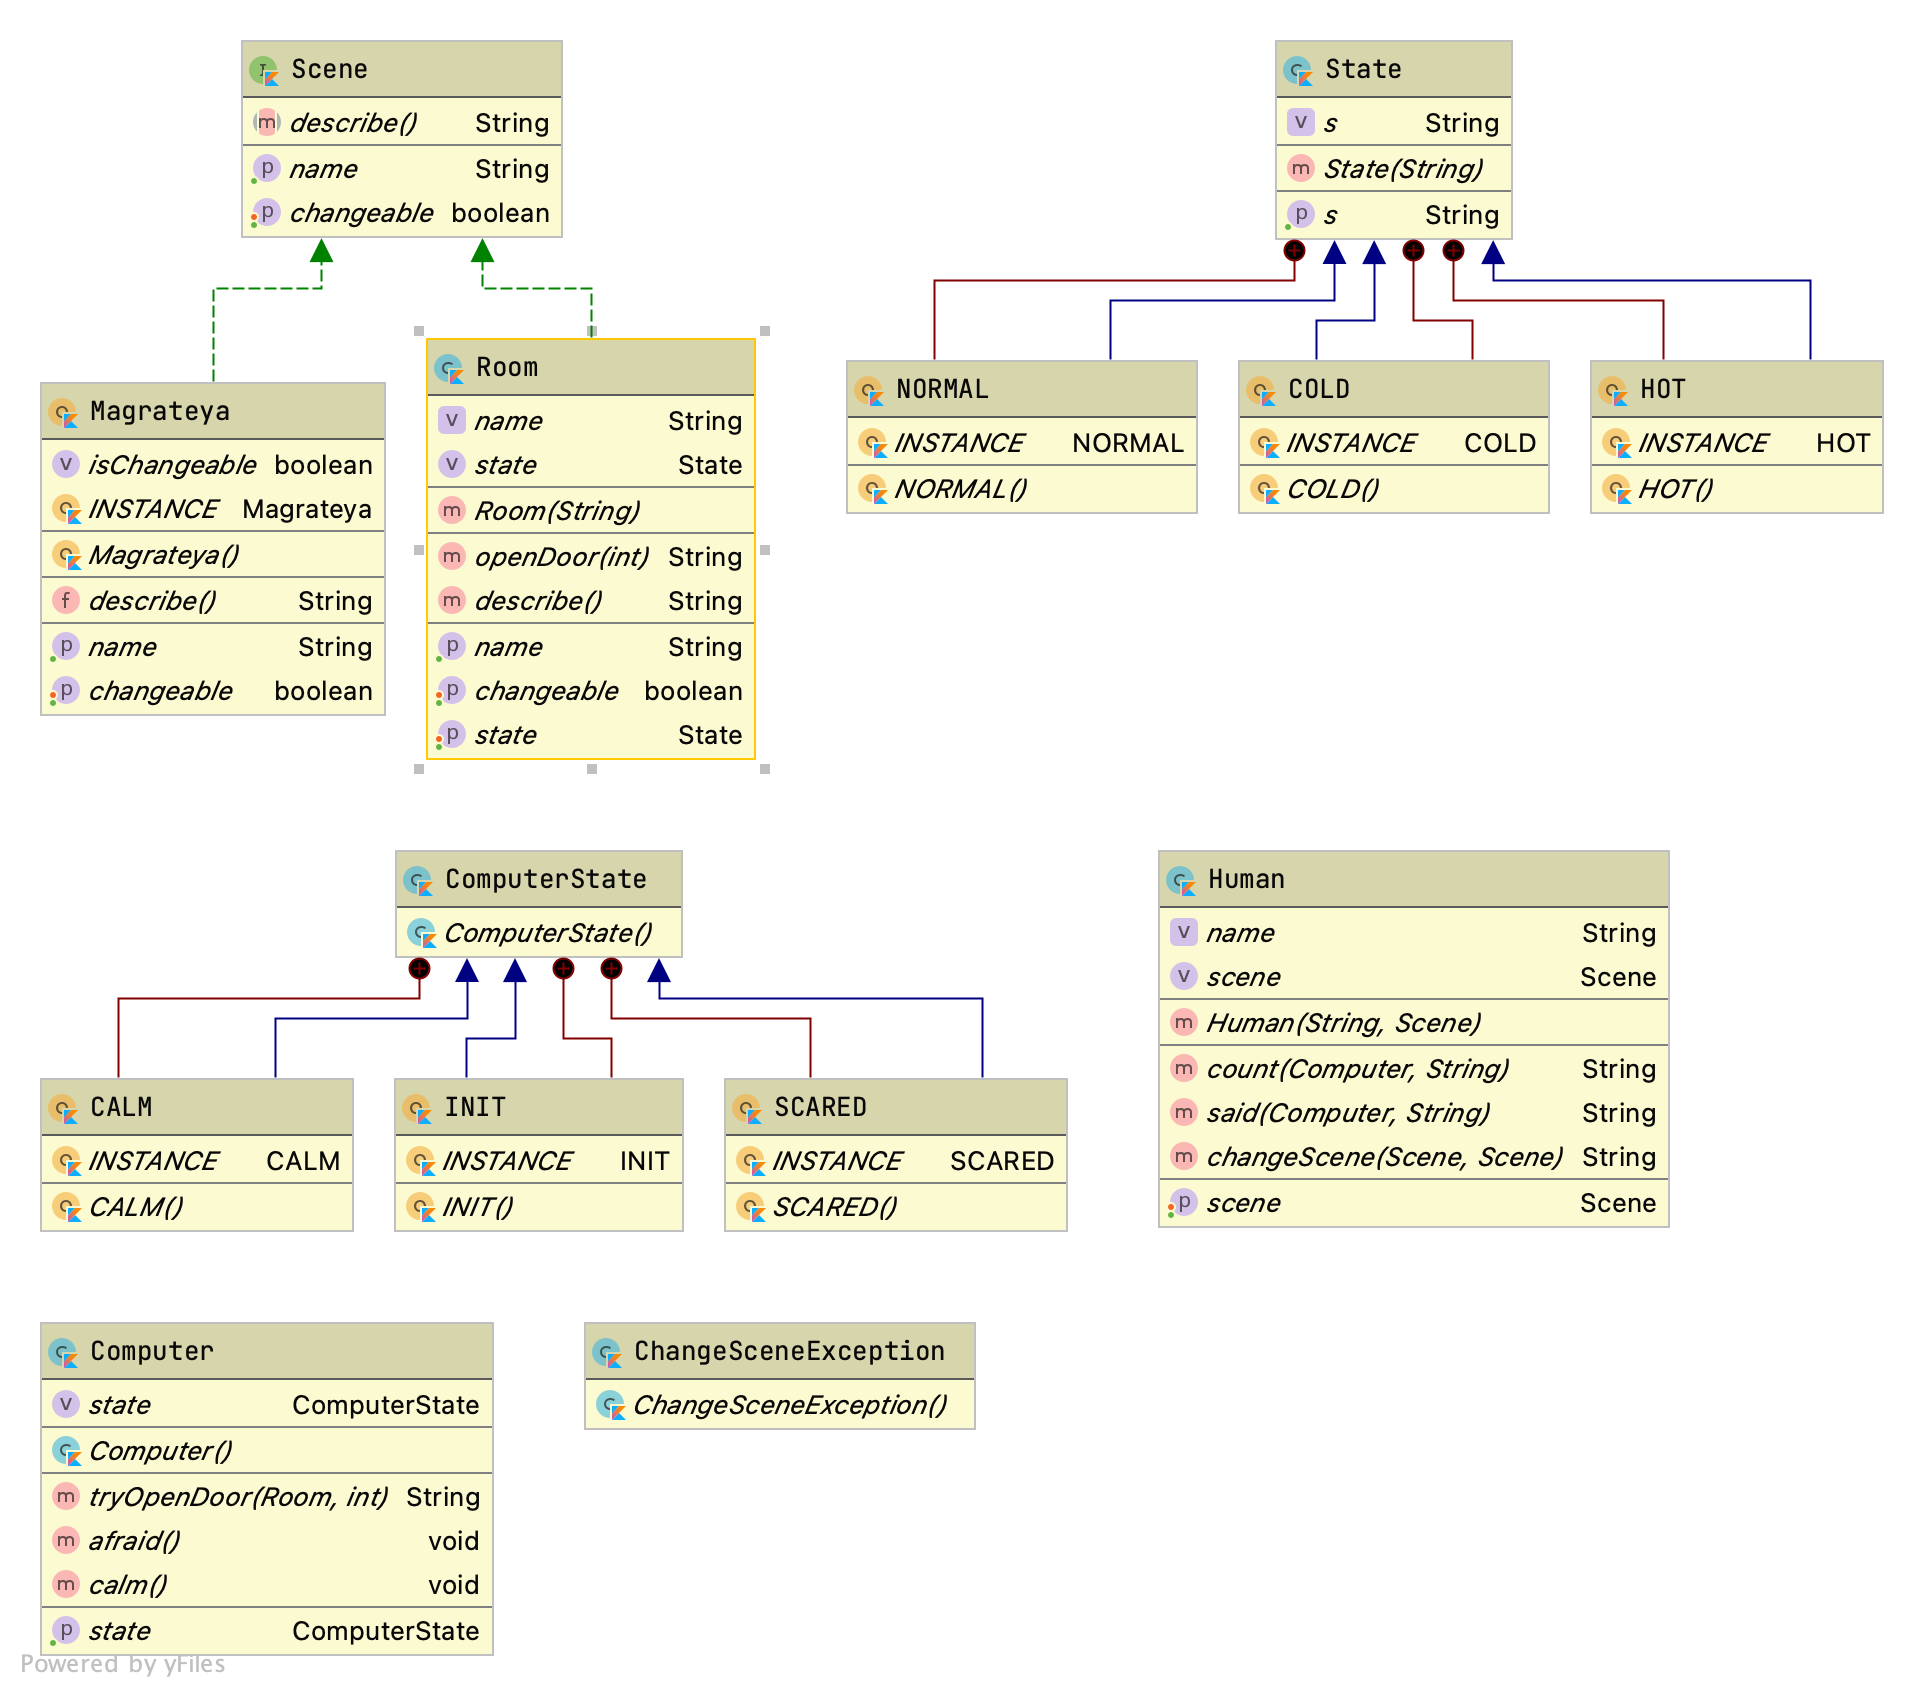 Scene
describe() String
name String
changeable boolean
State
s String
State(String)
s String
Magrateya
isChangeable boolean
INSTANCE Magrateya
Magrateya()
describe() String
name String
changeable boolean
Room
name String
state State
Room(String)
openDoor(int) String
describe() String
name String
changeable boolean
state State
NORMAL
INSTANCE NORMAL
NORMAL()
COLD
INSTANCE COLD
COLD()
HOT
INSTANCE HOT
HOT()
ComputerState
ComputerState()
CALM
INSTANCE CALM
CALM()
INIT
INSTANCE INIT
INIT()
SCARED
INSTANCE SCARED
SCARED()
Human
name String
scene Scene
Human(String, Scene)
count(Computer, String) String
said(Computer, String) String
changeScene(Scene, Scene) String
scene Scene
Computer
state ComputerState
Computer()
tryOpenDoor(Room, int) String
afraid() void
calm() void
state ComputerState
ChangeSceneException
ChangeSceneException()
Powered by yFiles